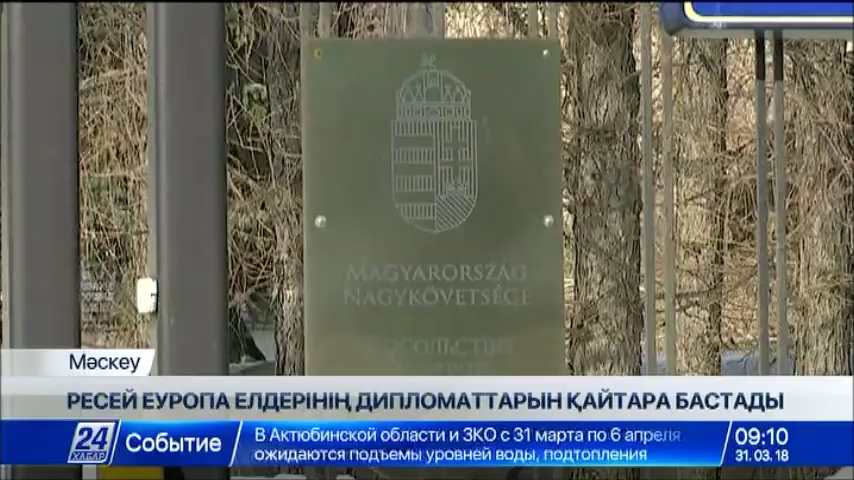 MAGYARORSZÁG
NAGYKÖVETSÉGE
ПОСОЛЬСТВО
Мәскеу
РЕСЕЙ ЕУРОПА ЕЛДЕРІНІҢ ДИПЛОМАТТАРЫН ҚАЙТАРА БАСТАДЫ
24
ХАБАР
Событие
В Актюбинской области и ЗКО с 31 марта по 6 апреля
ожидаются подъемы уровней воды, подтопления
09:10
31.03.18